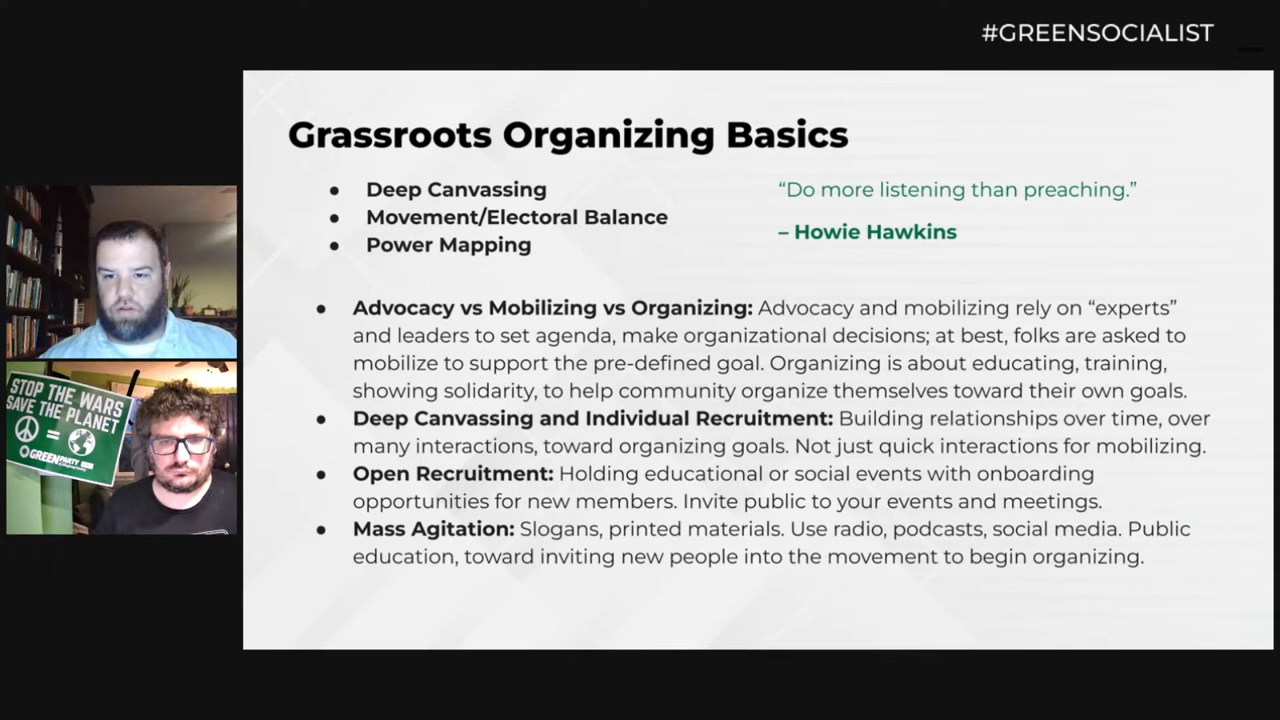 #GREENSOCIALIST
Grassroots Organizing Basics
● Deep Canvassing
● Movement/Electoral Balance
● Power Mapping
“Do more listening than preaching.”
– Howie Hawkins
● Advocacy vs Mobilizing vs Organizing: Advocacy and mobilizing rely on “experts”
and leaders to set agenda, make organizational decisions; at best, folks are asked to
mobilize to support the pre-defined goal. Organizing is about educating, training,
showing solidarity, to help community organize themselves toward their own goals.
● Deep Canvassing and Individual Recruitment: Building relationships over time, over
many interactions, toward organizing goals. Not just quick interactions for mobilizing.
● Open Recruitment: Holding educational or social events with onboarding
opportunities for new members. Invite public to your events and meetings.
● Mass Agitation: Slogans, printed materials. Use radio, podcasts, social media. Public
education, toward inviting new people into the movement to begin organizing.
STOP THE WARS
SAVE THE PLANET
=
GREENPARTY